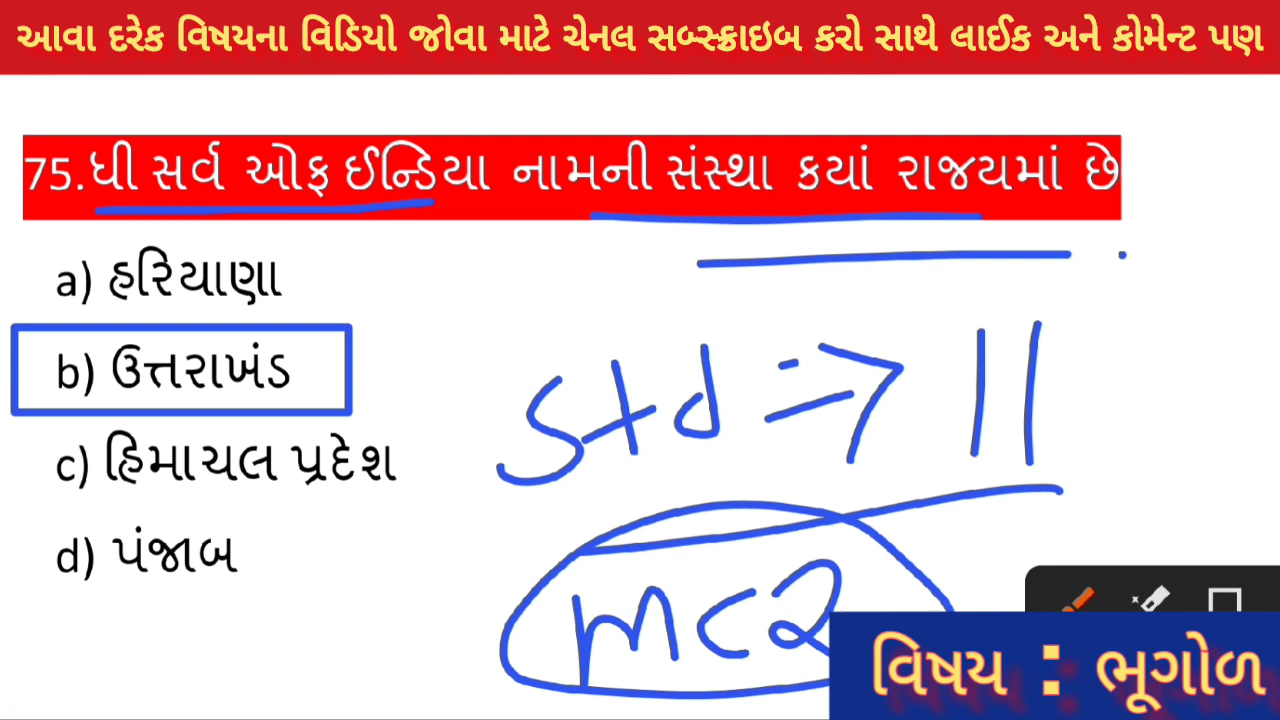 આવા દરેક વિષયના વિડિયો જોવા માટે ચેનલ સબ્સ્ક્રાઇબ કરો સાથે લાઈક અને કોમેન્ટ પણ
75.ધી સર્વ ઓફ ઈન્ડિયા નામની સંસ્થા કયાં રાજયમાં છે
a) હરિયાણા
b) ઉત્તરાખંડ
c) હિમાચલ પ્રદેશ
d) પંજાબ
Std => 11
MC2
વિષય : ભૂગોળ